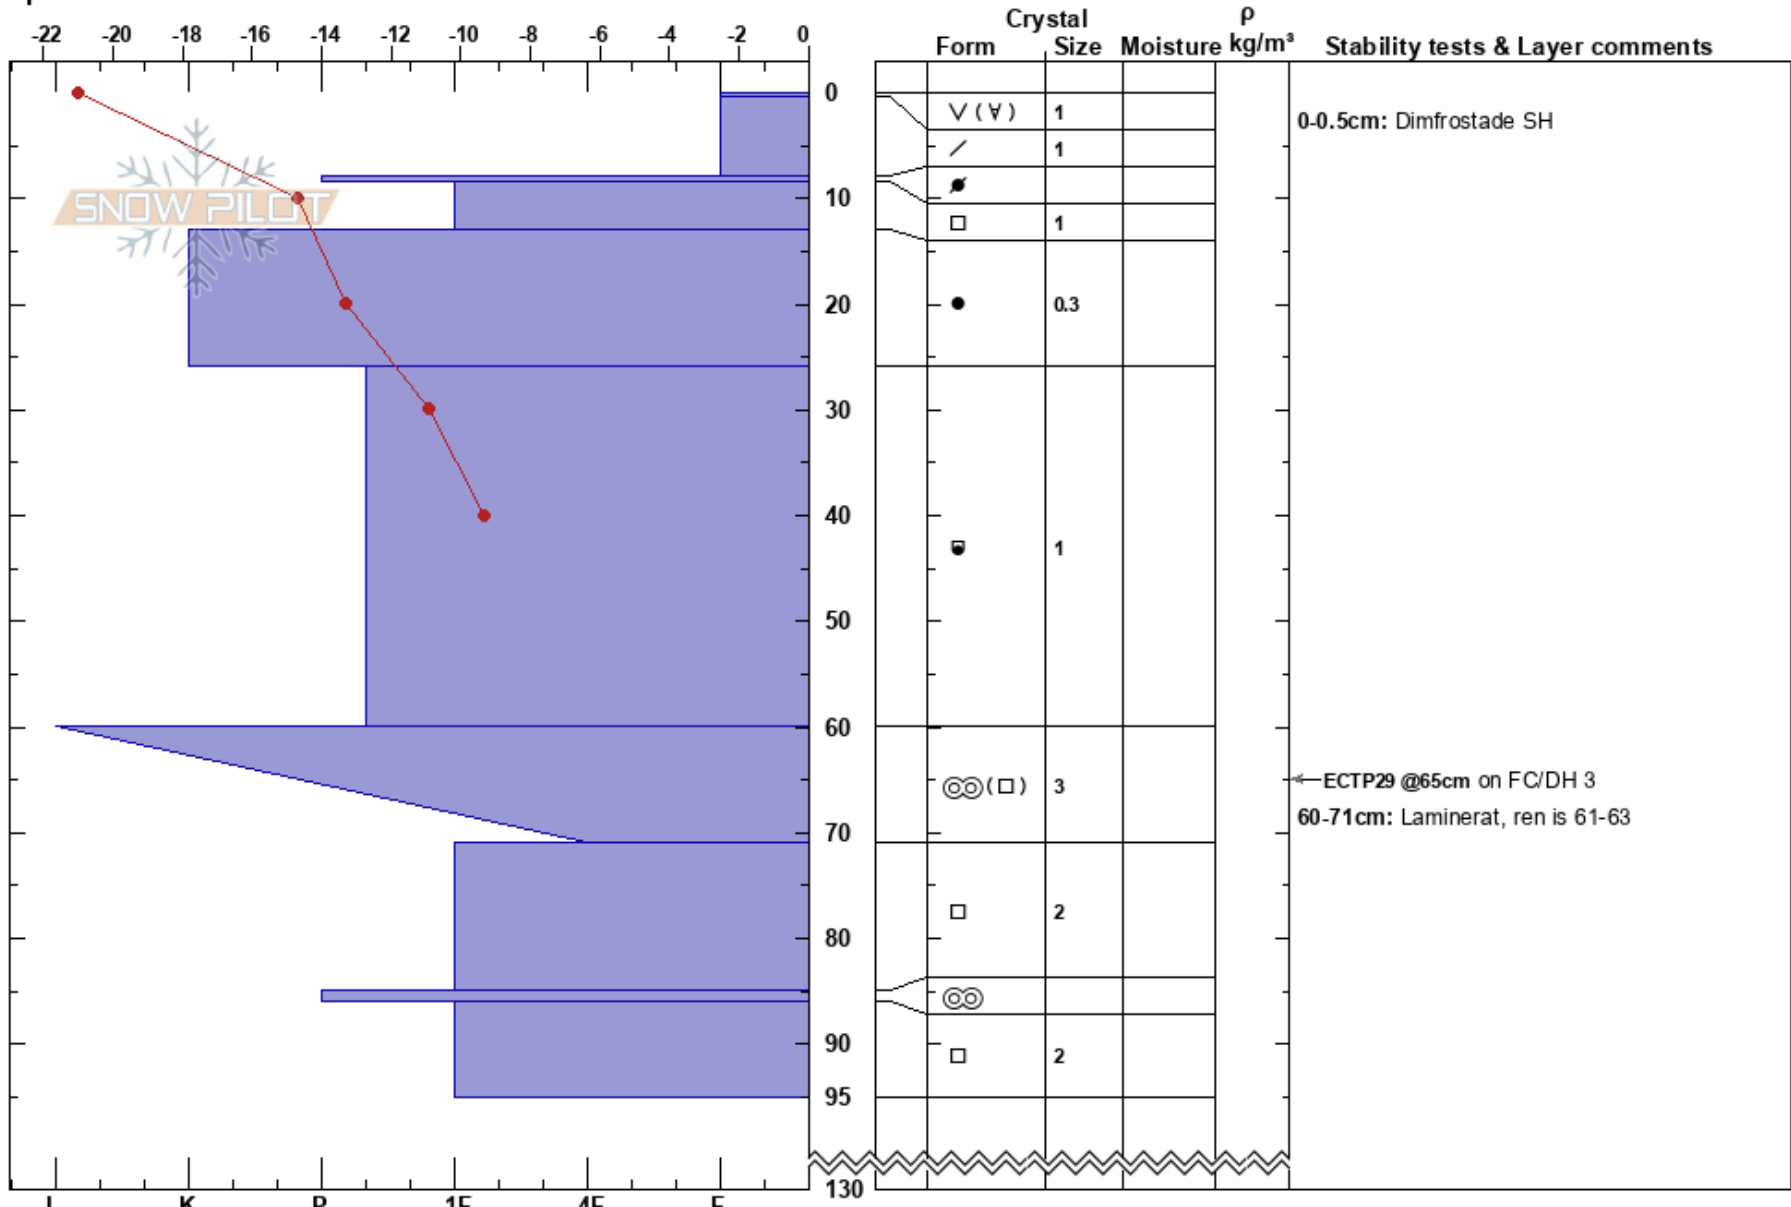 Crystal ρ
-22 -20 -18 -16 -14 -12 -10 -8 -6 -4 -2 0
Form Size Moisture kg/m³ Stability tests & Layer comments
0
V ( ∀ ) 1
0-0.5cm: Dimfrostade SH
/ 1
10
SNOW PILOT
1
20
0.3
30
40
1
50
60
ECTP29 @65cm on FC/DH 3
( ) 3
60-71cm: Laminerat, ren is 61-63
70
2
80
90
2
95
130
I K P 1F 4F F